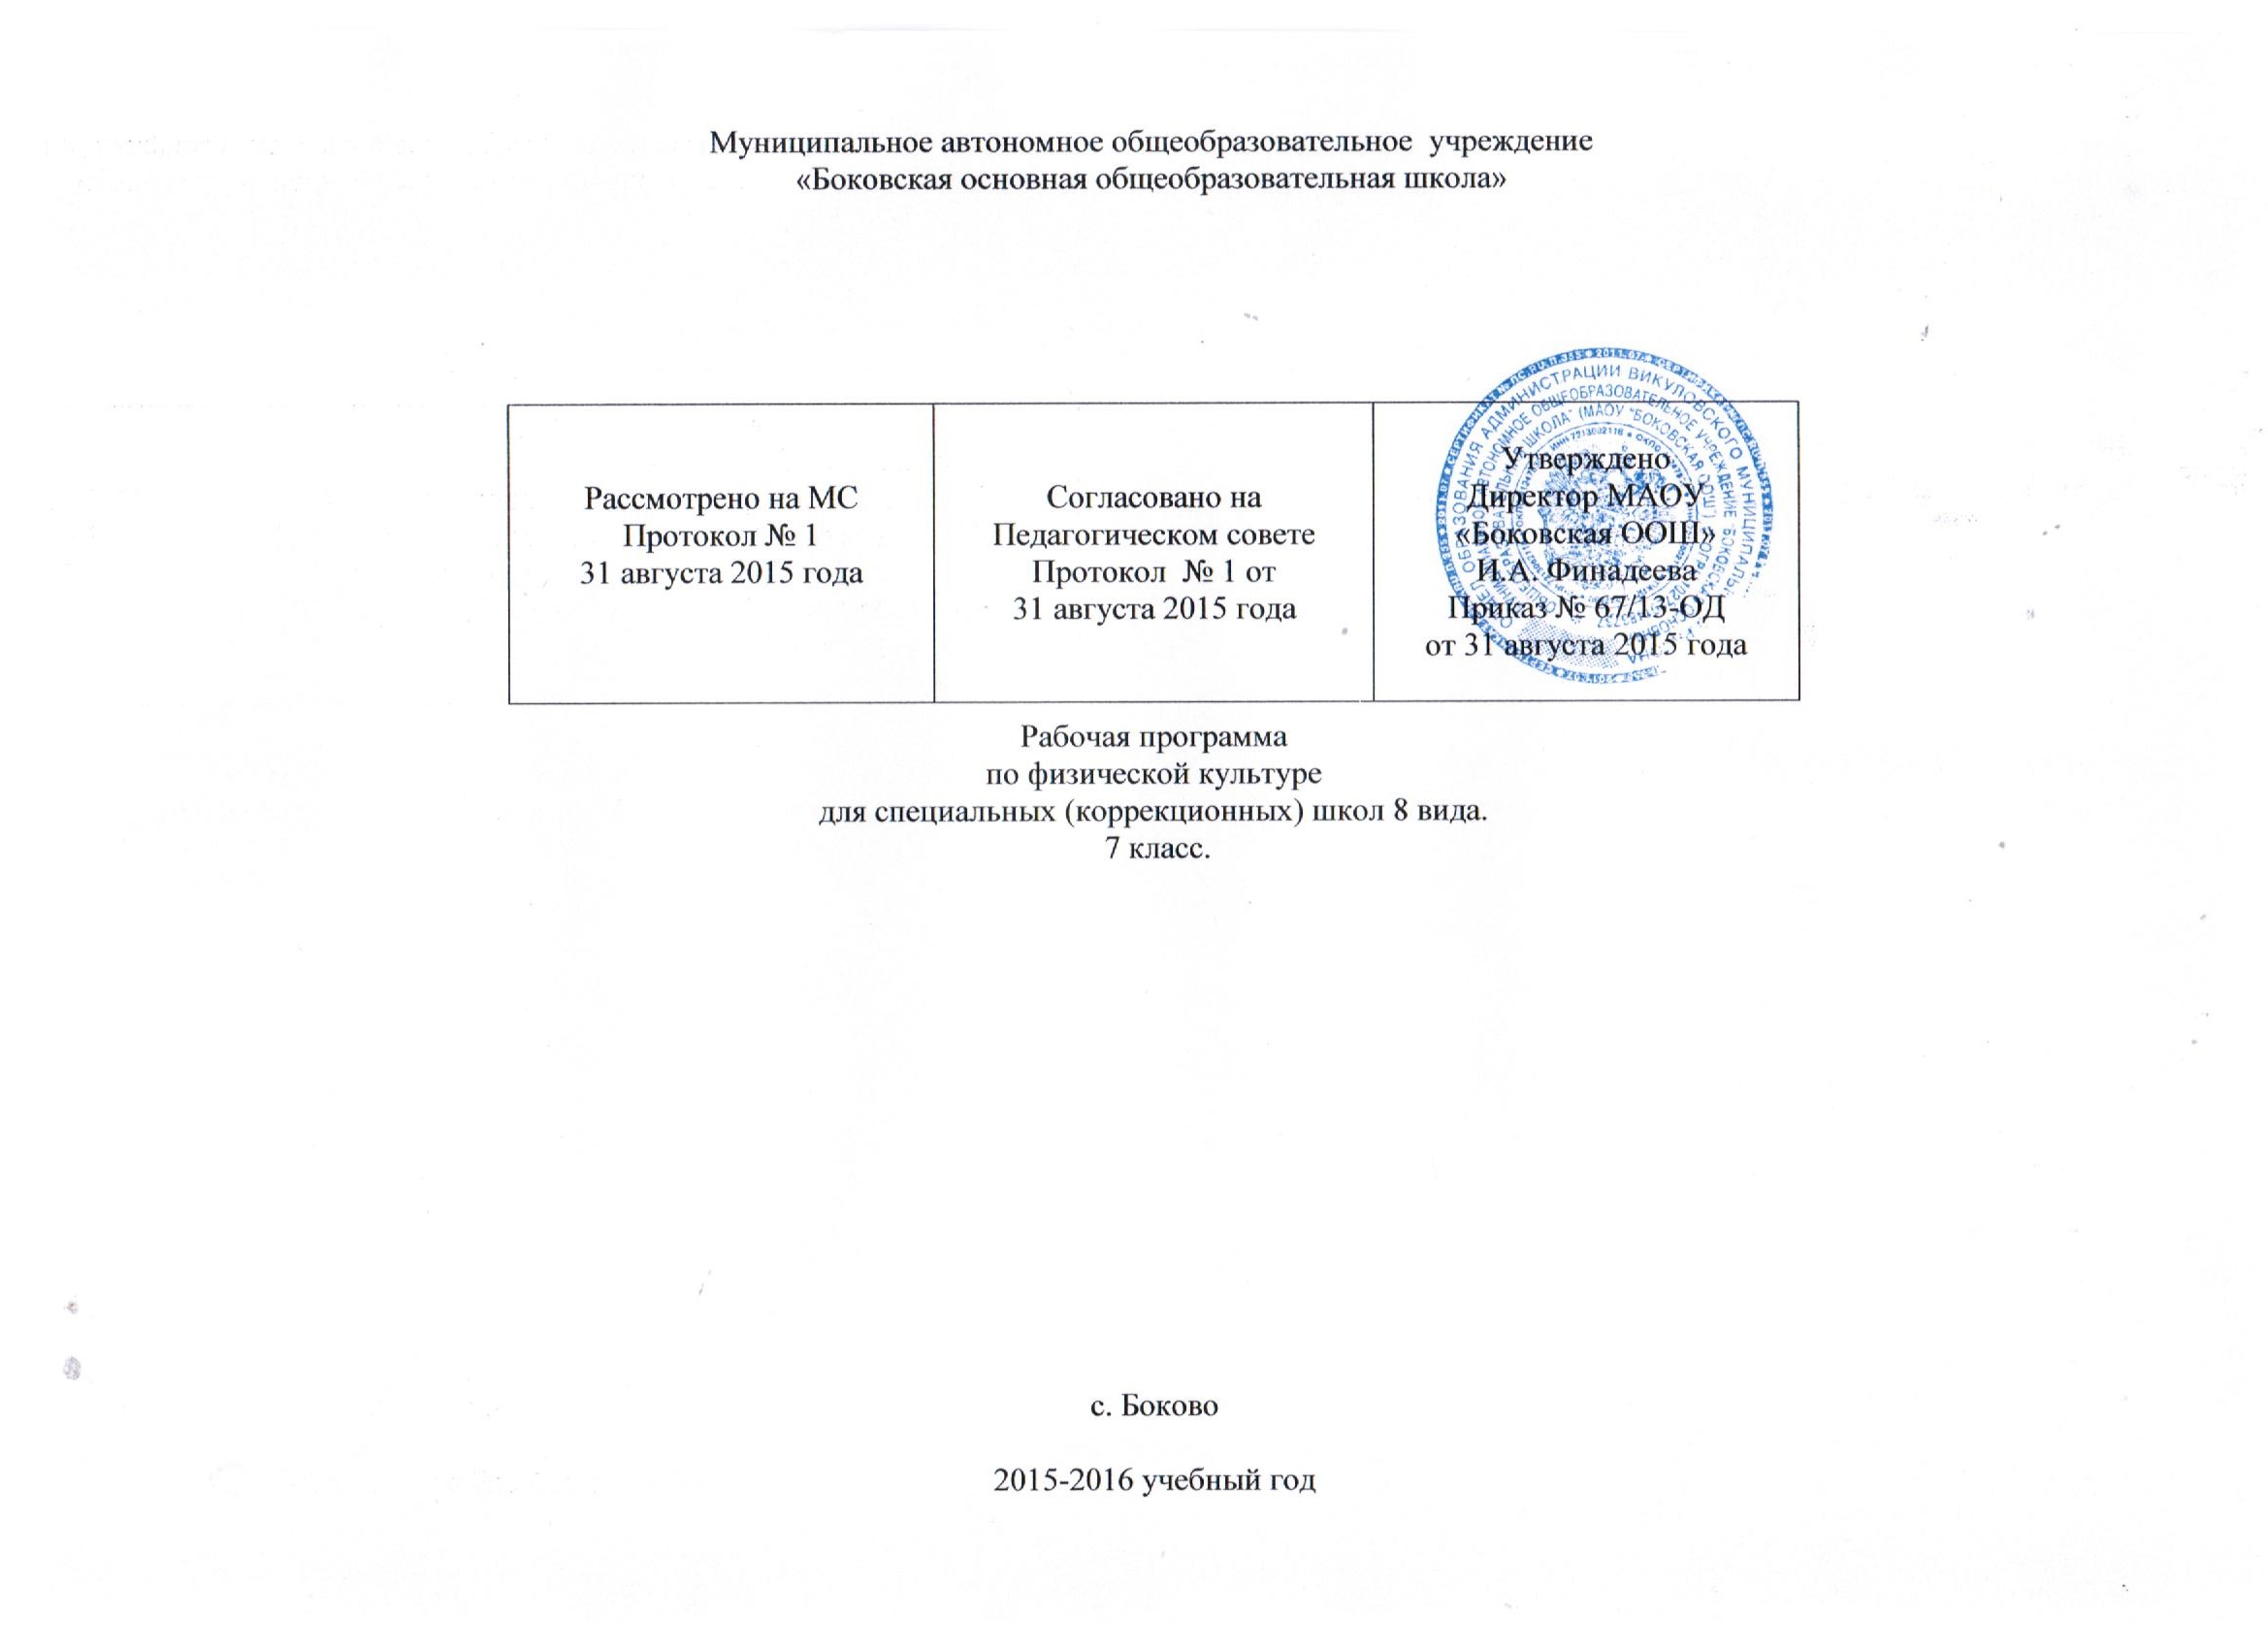 Муниципальное автономное общеобразовательное учреждение
«Боковская основная общеобразовательная школа»
Рассмотрено на МС
Протокол № 1
31 августа 2015 года
Согласовано на
Педагогическом совете
Протокол № 1 от
31 августа 2015 года
Утверждено
Директор МАОУ
«Боковская ООШ»
И.А. Финадеева
Приказ № 67/13-ОД
от 31 августа 2015 года
Рабочая программа
по физической культуре
для специальных (коррекционных) школ 8 вида.
7 класс.
с. Боково
2015-2016 учебный год